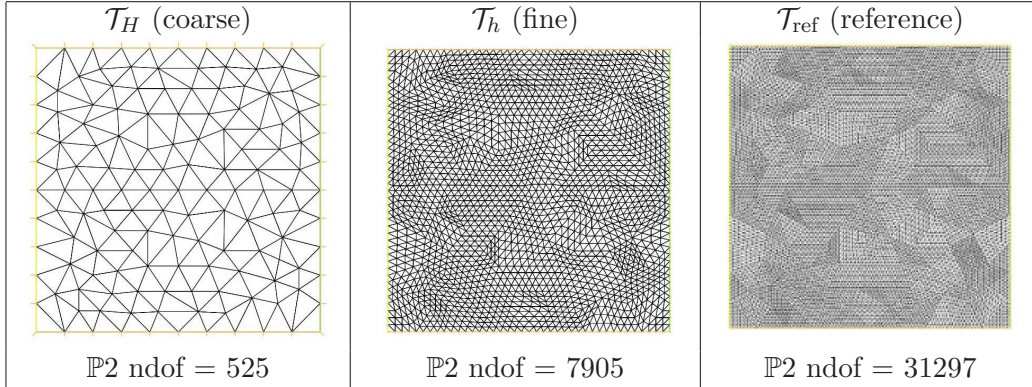 𝒯_H (coarse)
𝒯_h (fine)
𝒯_ref (reference)
ℙ2 ndof = 525
ℙ2 ndof = 7905
ℙ2 ndof = 31297